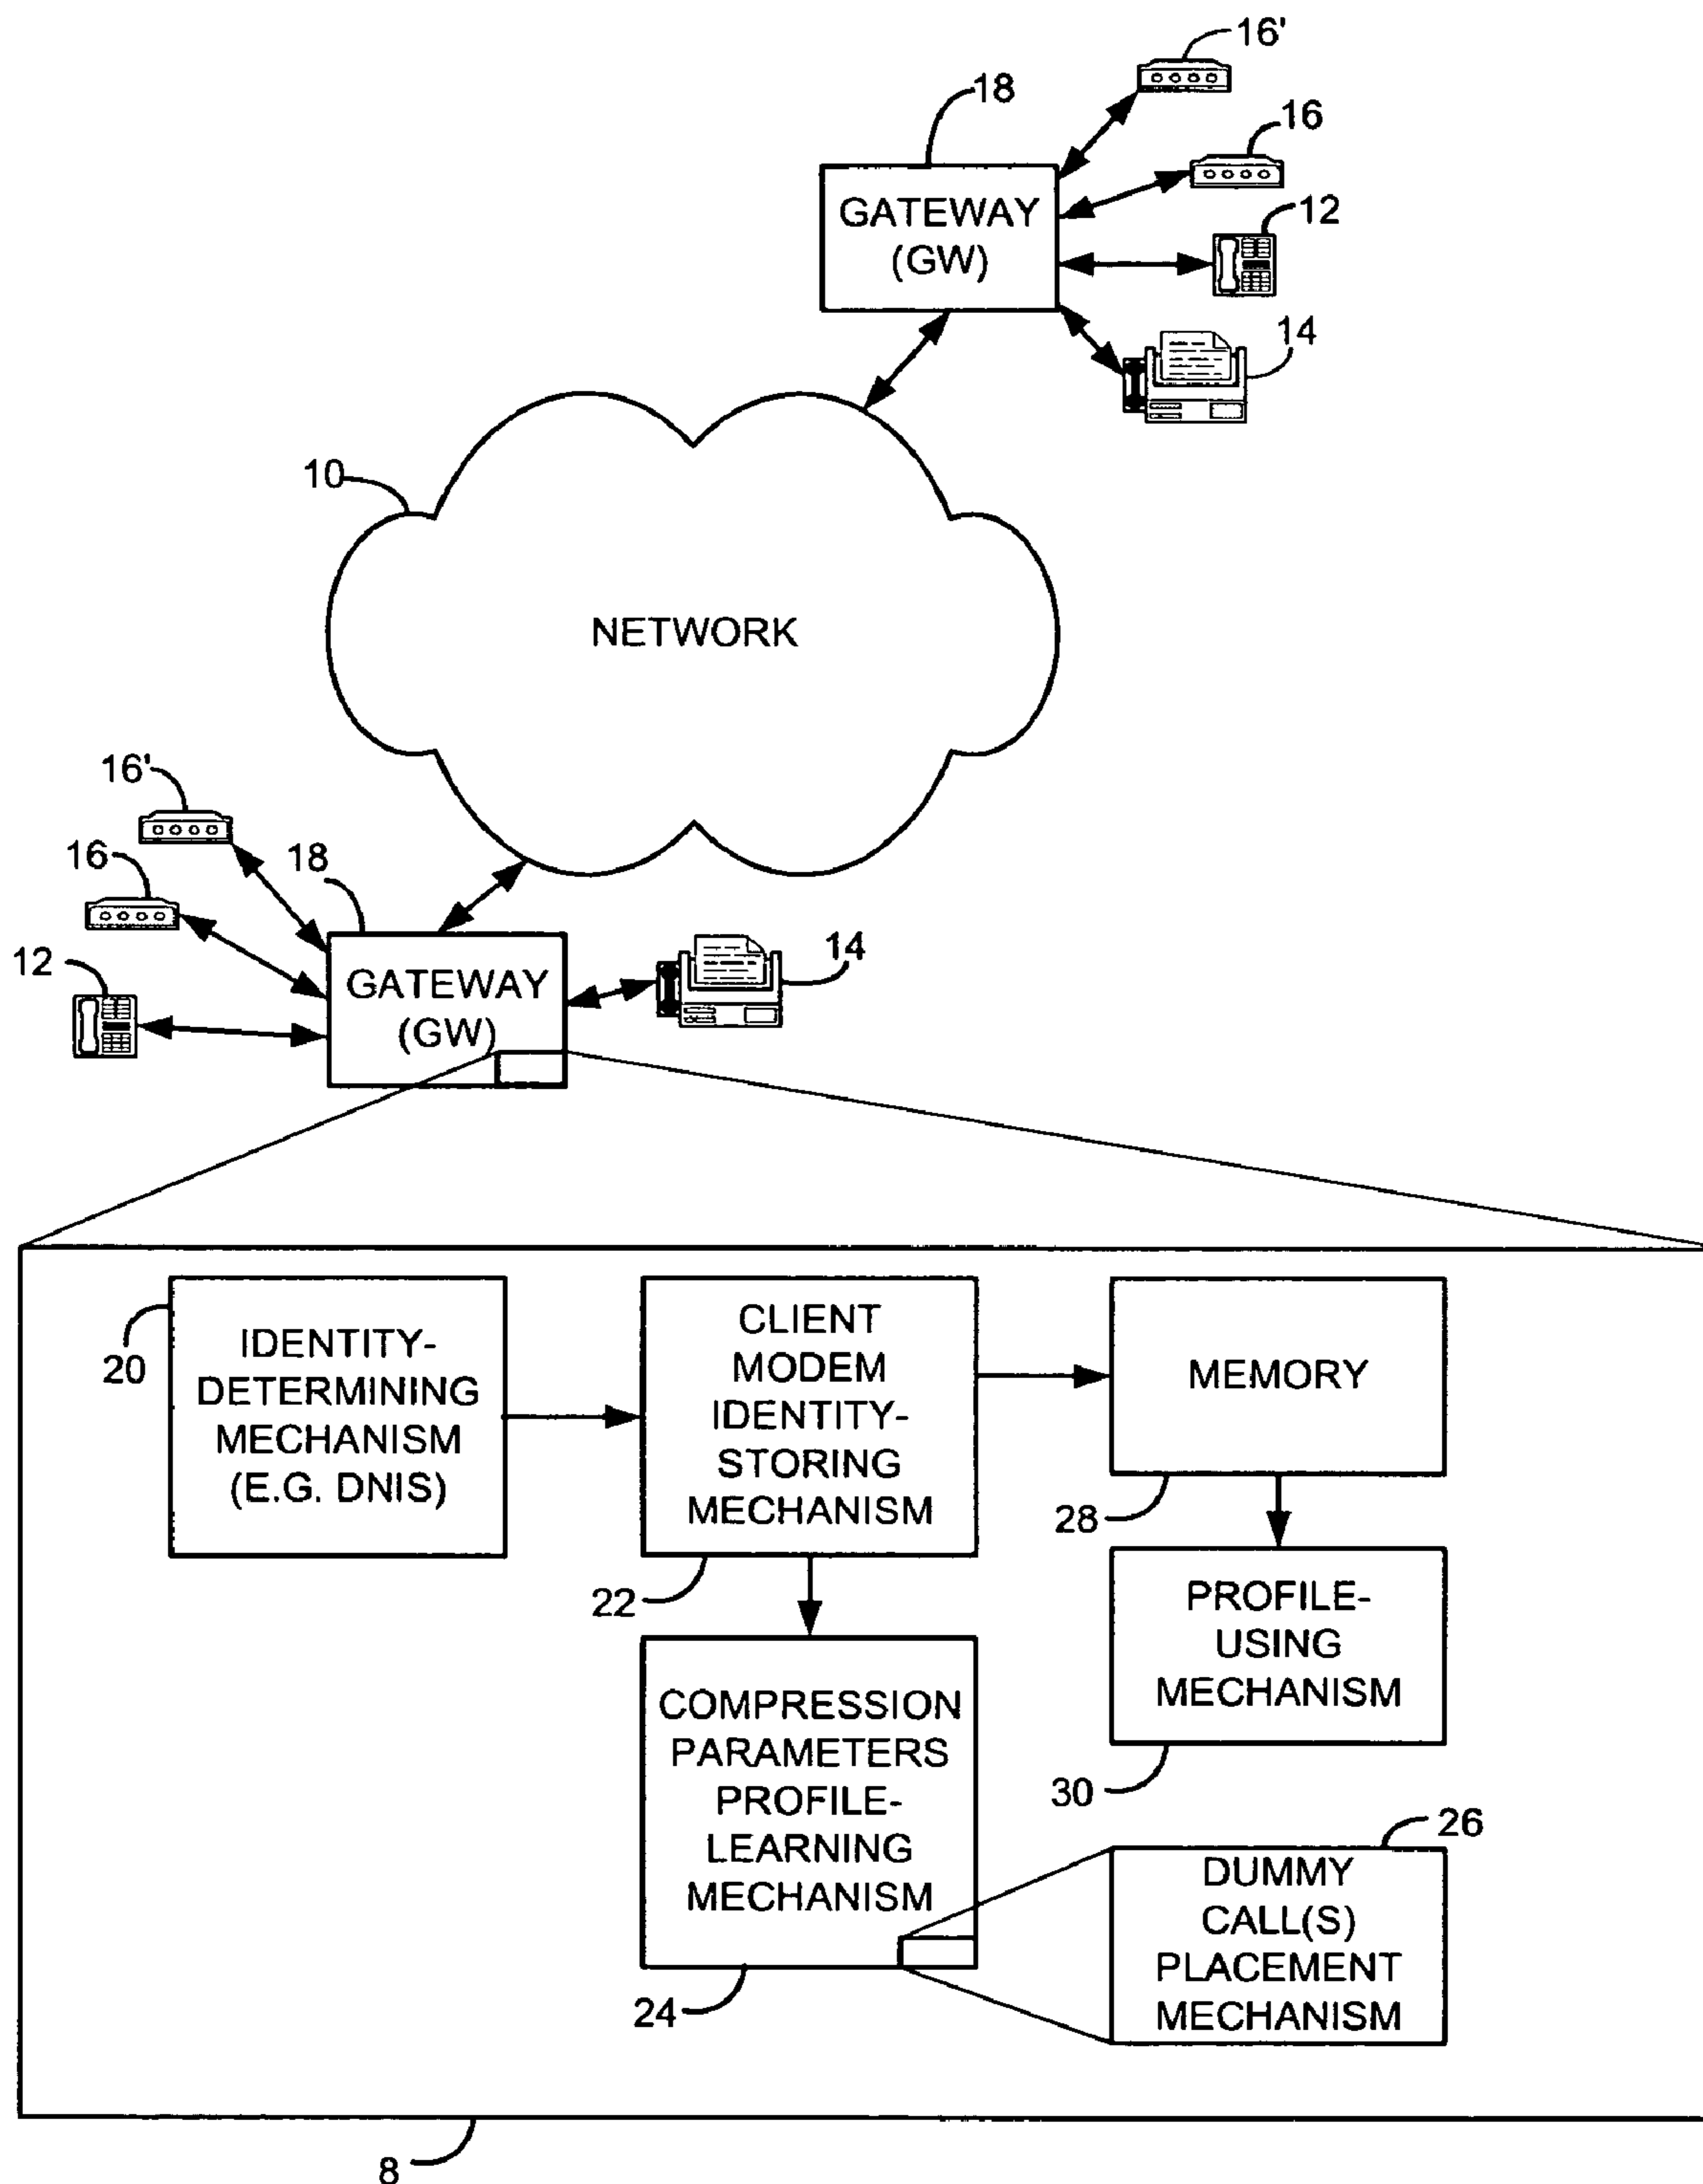 16'
18
16
GATEWAY
(GW)
12
14
10
NETWORK
16'
16
18
12
GATEWAY
(GW)
14
20
IDENTITY-
DETERMINING
MECHANISM
(E.G. DNIS)
CLIENT
MODEM
IDENTITY-
STORING
MECHANISM
22
MEMORY
28
PROFILE-
USING
MECHANISM
30
COMPRESSION
PARAMETERS
PROFILE-
LEARNING
MECHANISM
24
26
DUMMY
CALL(S)
PLACEMENT
MECHANISM
8